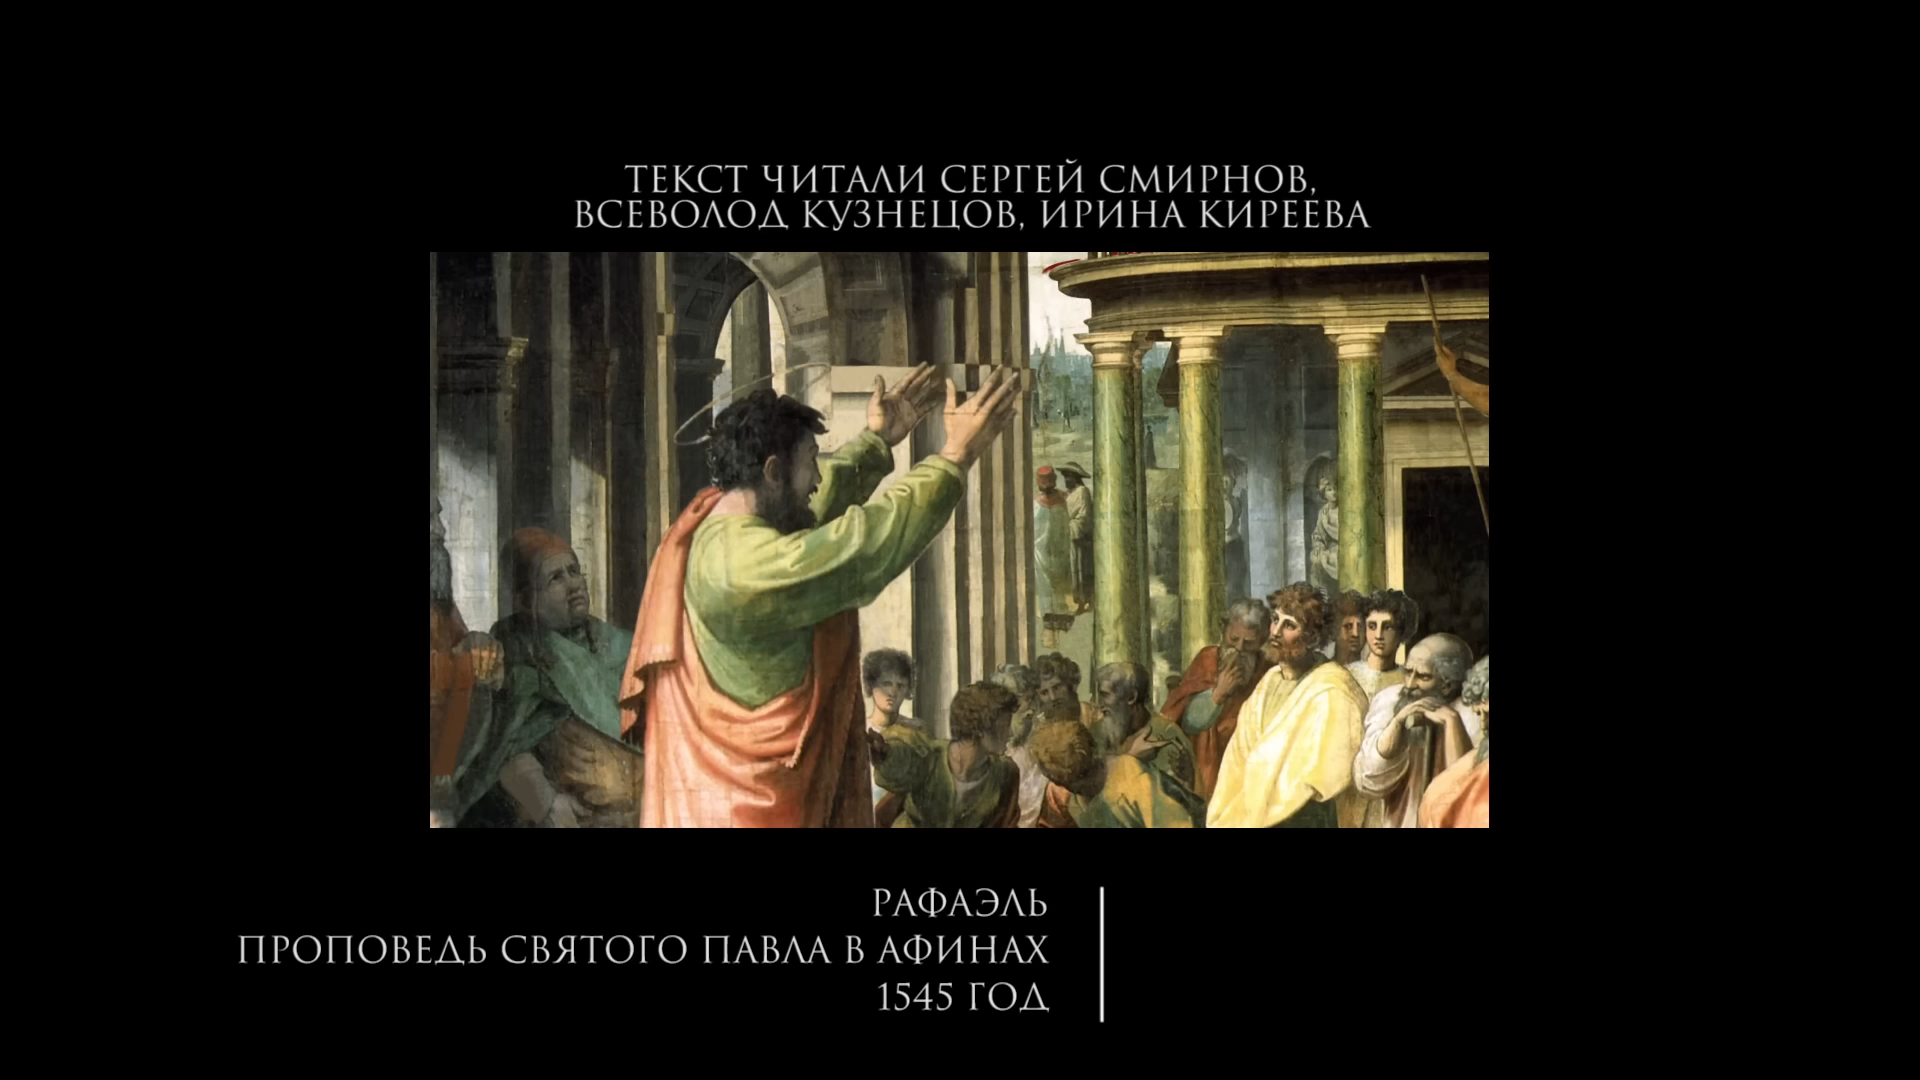 ТЕКСТ ЧИТАЛИ СЕРГЕЙ СМИРНОВ,
ВСЕВОЛОД КУЗНЕЦОВ, ИРИНА КИРЕЕВА
РАФАЭЛЬ
ПРОПОВЕДЬ СВЯТОГО ПАВЛА В АФИНАХ
1545 ГОД